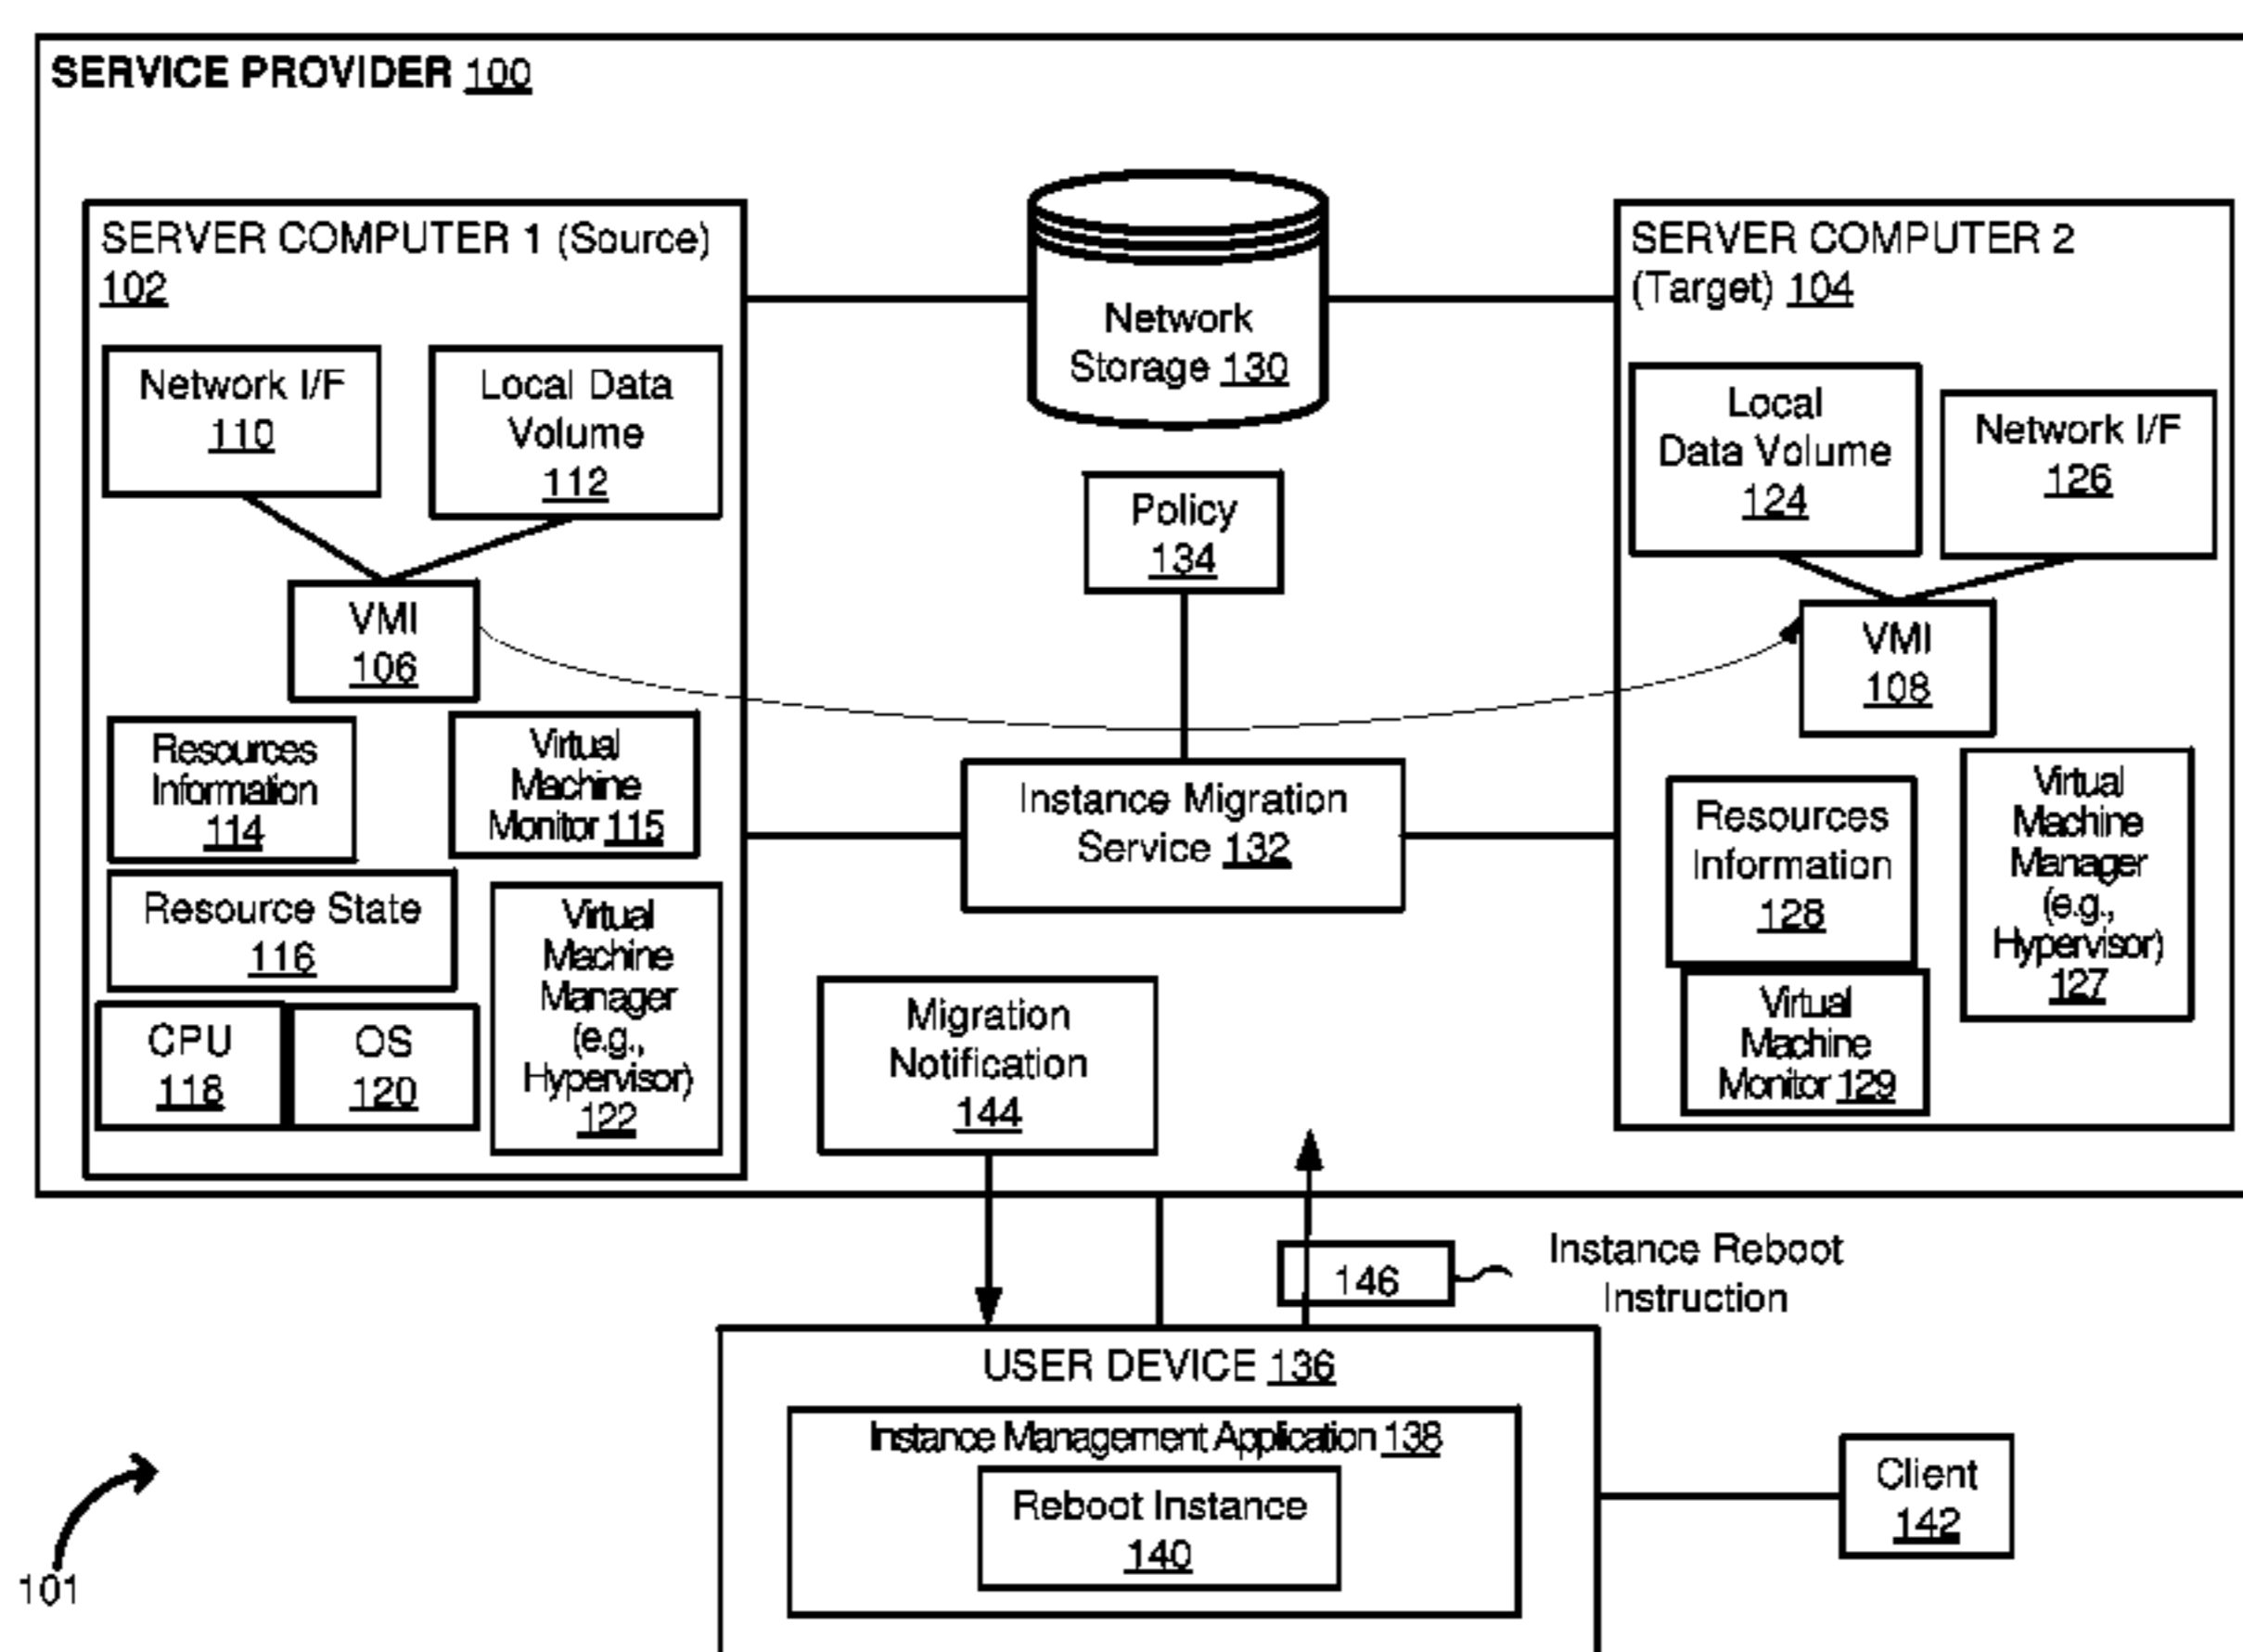 SERVICE PROVIDER 100
SERVER COMPUTER 1 (Source)
102
Network I/F
110
Local Data
Volume
112
VMI
106
Resources
Information
114
Virtual
Machine
Monitor 115
Resource State
116
CPU
118
OS
120
Virtual
Machine
Manager
(e.g.,
Hypervisor)
122
Network
Storage 130
Policy
134
Instance Migration
Service 132
Migration
Notification
144
SERVER COMPUTER 2
(Target) 104
Local
Data Volume
124
Network I/F
126
VMI
108
Resources
Information
128
Virtual
Machine
Manager
(e.g.,
Hypervisor)
127
Virtual
Machine
Monitor 129
146
Instance Reboot
Instruction
USER DEVICE 136
Instance Management Application 138
Reboot Instance
140
Client
142
101